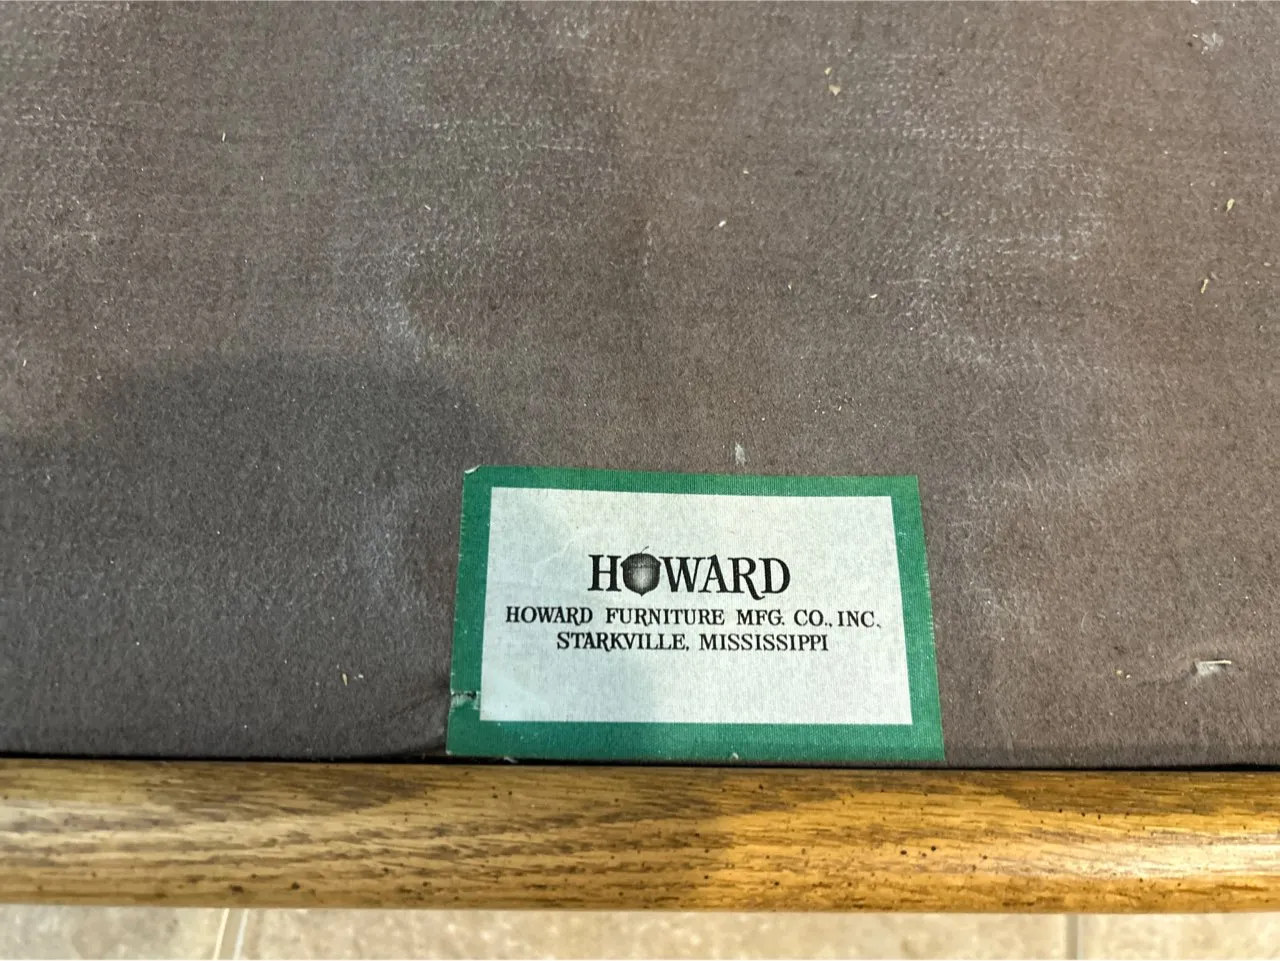 HOWARD
HOWARD FURNITURE MFG. CO., INC.
STARKVILLE, MISSISSIPPI